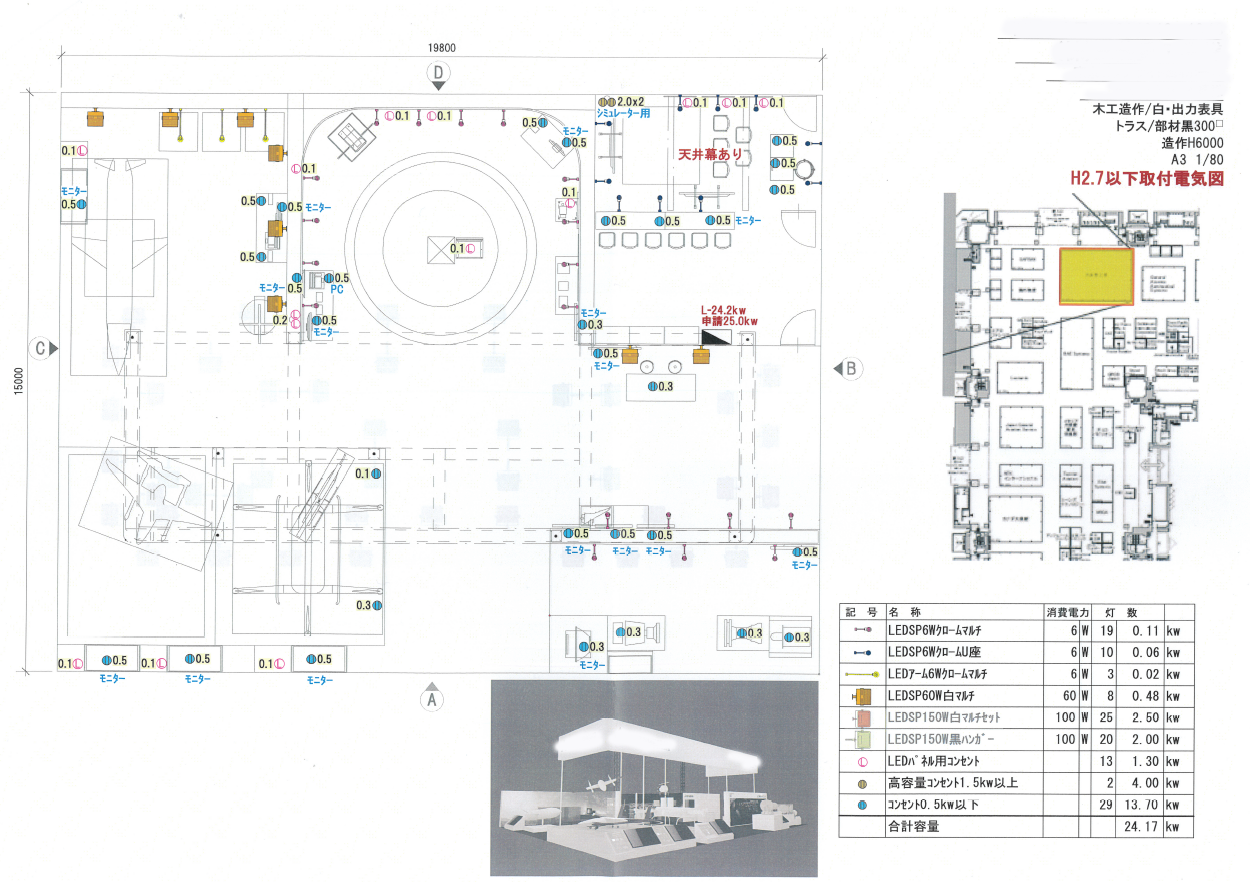 19800
15000
D
C
B
A
木工造作/白・出力表具
トラス/部材黒300□
造作H6000
A3 1/80
H2.7以下取付電気図
0.1
0.1
0.1
0.1
0.1
0.1
2.0x2
シミュレーター用
天井幕あり
0.5
モニター
0.5
0.5
0.5
0.5
0.1
モニター
0.5
0.1
0.5
0.5
モニター
0.1
0.5
0.5
0.5
モニター
0.5
0.1
モニター
0.5
0.5
PC
0.2
0.5
モニター
モニター
0.3
L-24.2kw
申請25.0kw
0.5
モニター
0.3
0.1
0.3
0.5
モニター
0.5
モニター
0.5
モニター
0.5
モニター
0.3
0.3
0.3
0.3
モニター
0.1
0.5
モニター
0.1
0.5
モニター
0.1
0.5
モニター
記 号 名 称 消費電力 灯 数
LEDSP6Wクロームマルチ 6 W 19 0.11 kw
LEDSP6WクロームU座 6 W 10 0.06 kw
LEDアーム6Wクロームマルチ 6 W 3 0.02 kw
LEDSP60W白マルチ 60 W 8 0.48 kw
LEDSP150W白マルチセット 100 W 25 2.50 kw
LEDSP150W黒ハンガー 100 W 20 2.00 kw
LEDパネル用コンセント 13 1.30 kw
高容量コンセント1.5kw以上 2 4.00 kw
コンセント0.5kw以下 29 13.70 kw
合計容量 24.17 kw